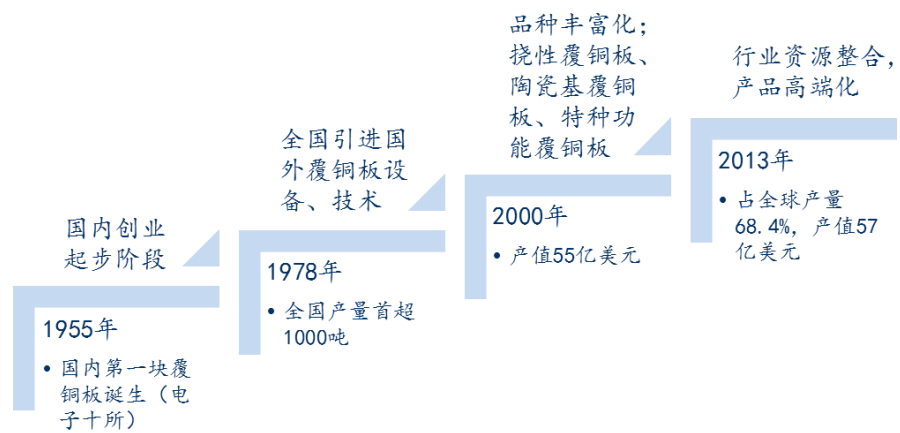 国内创业
起步阶段
1955年
• 国内第一块覆
铜板诞生（电
子十所）
全国引进国
外覆铜板设
备、技术
1978年
• 全国产量首超
1000吨
品种丰富化；
挠性覆铜板、
陶瓷基覆铜
板、特种功
能覆铜板
2000年
• 产值55亿美元
行业资源整合，
产品高端化
2013年
• 占全球产量
68.4%，产值57
亿美元